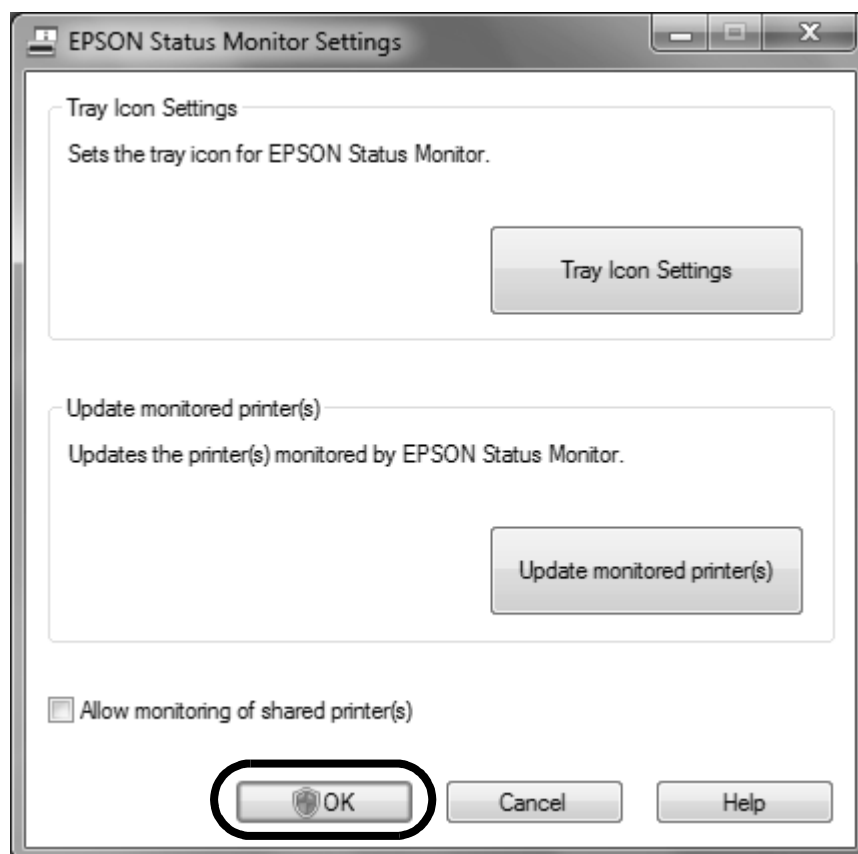 EPSON Status Monitor Settings
Tray Icon Settings
Sets the tray icon for EPSON Status Monitor.
Tray Icon Settings
Update monitored printer(s)
Updates the printer(s) monitored by EPSON Status Monitor.
Update monitored printer(s)
Allow monitoring of shared printer(s)
OK
Cancel
Help